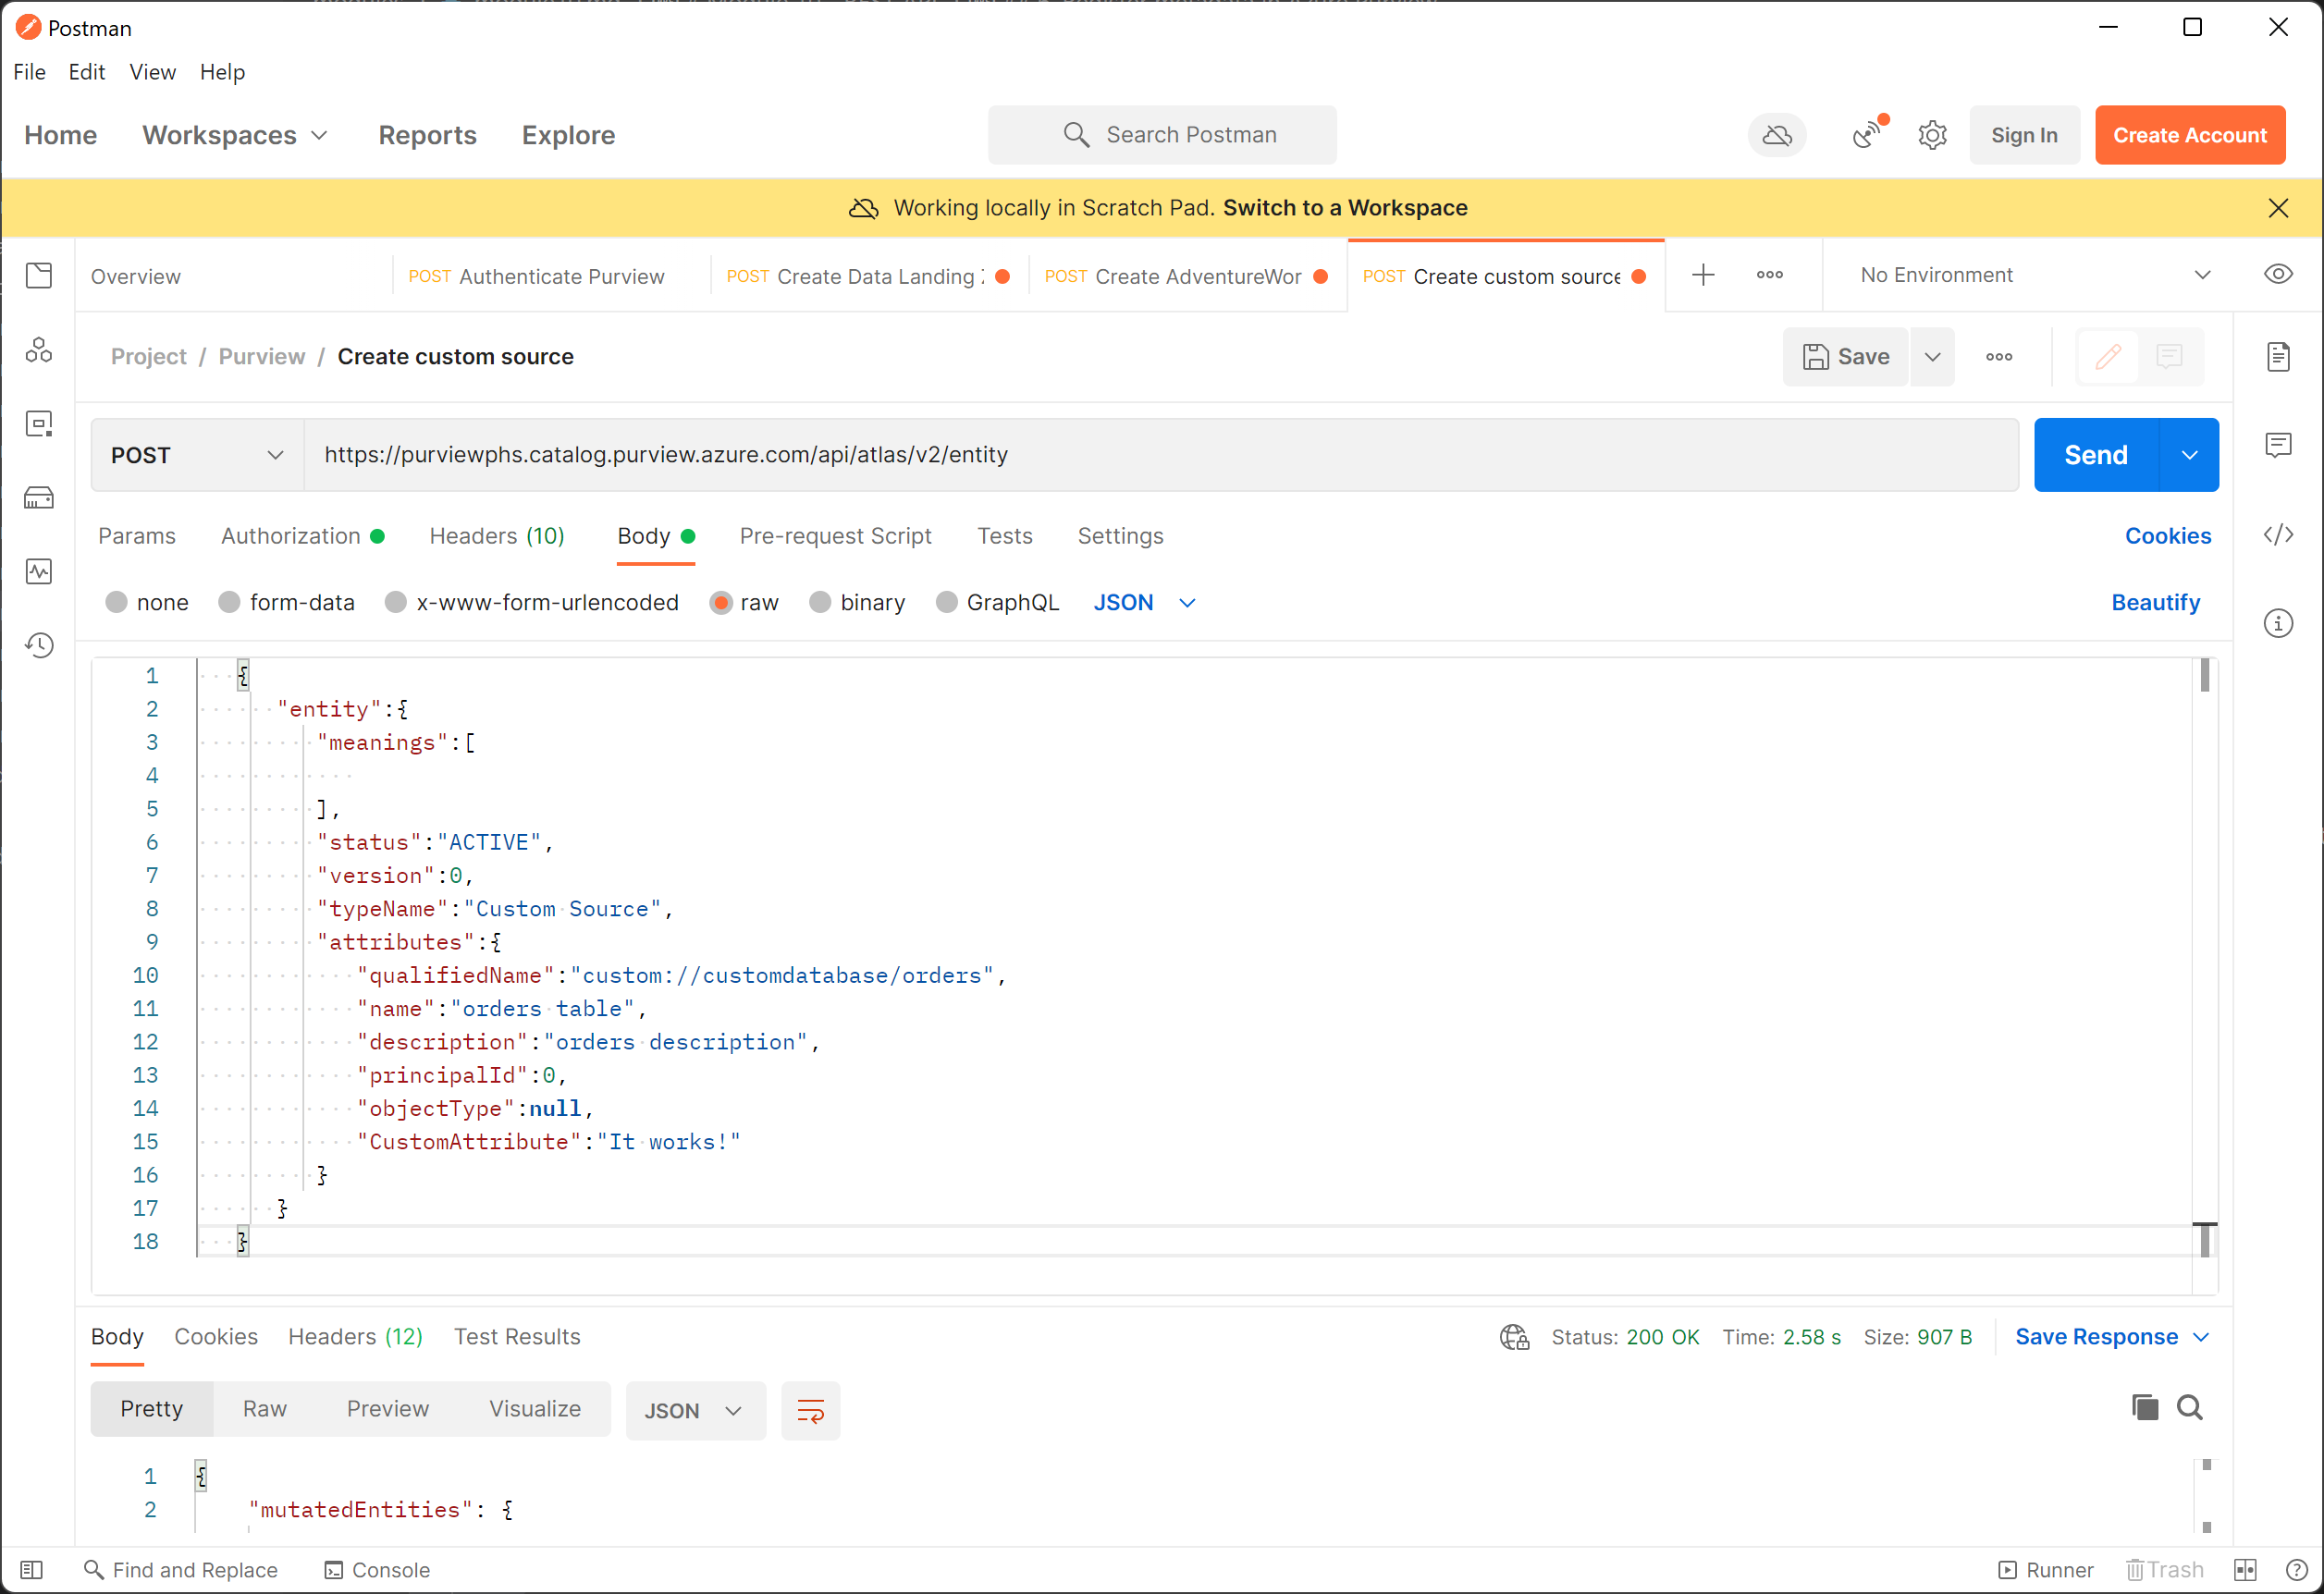 Postman
File Edit View Help
Home Workspaces Reports Explore Search Postman Sign In Create Account
Working locally in Scratch Pad. Switch to a Workspace
Overview POST Authenticate Purview POST Create Data Landing POST Create AdventureWor POST Create custom source No Environment
Project / Purview / Create custom source Save
POST https://purviewphs.catalog.purview.azure.com/api/atlas/v2/entity Send
Params Authorization Headers (10) Body Pre-request Script Tests Settings Cookies
none form-data x-www-form-urlencoded raw binary GraphQL JSON Beautify
1 {
2 "entity":{
3 "meanings":[
4
5 ],
6 "status":"ACTIVE",
7 "version":0,
8 "typeName":"Custom Source",
9 "attributes":{
10 "qualifiedName":"custom://customdatabase/orders",
11 "name":"orders table",
12 "description":"orders description",
13 "principalId":0,
14 "objectType":null,
15 "CustomAttribute":"It works!"
16 }
17 }
18 }
Body Cookies Headers (12) Test Results Status: 200 OK Time: 2.58 s Size: 907 B Save Response
Pretty Raw Preview Visualize JSON
1 {
2 "mutatedEntities": {
Find and Replace Console Runner Trash